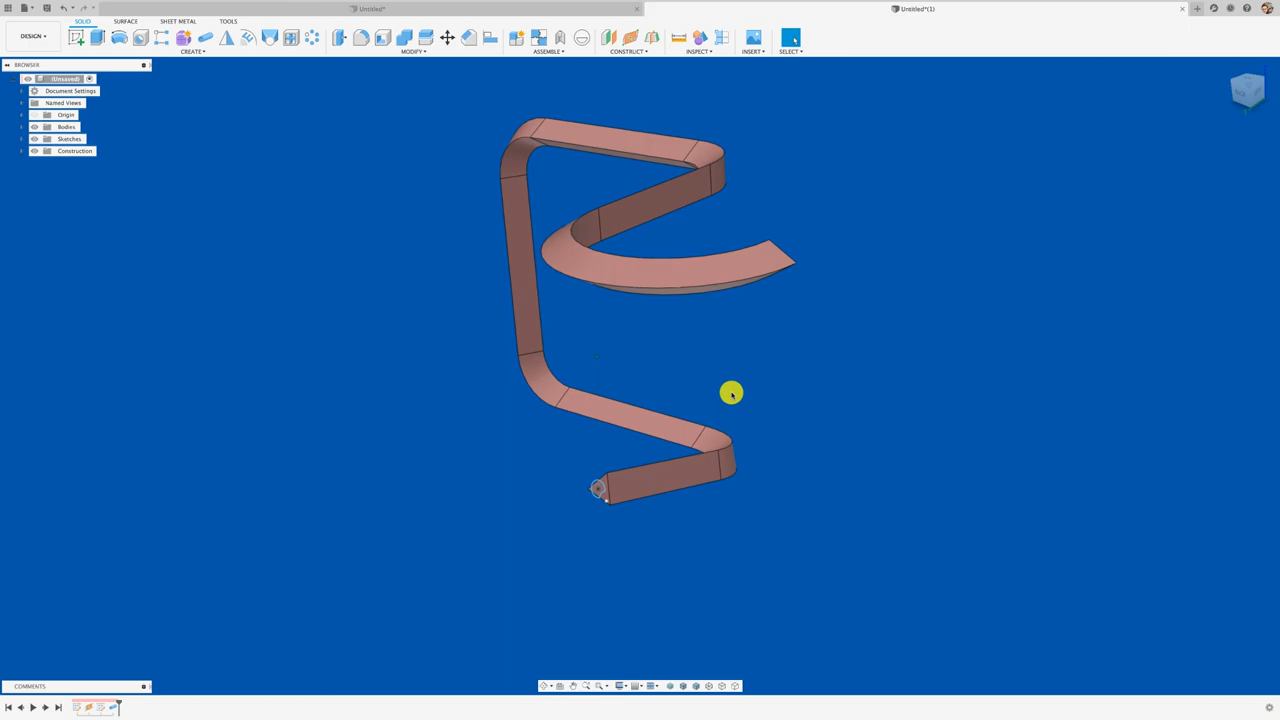 Untitled*
Untitled*(1)
SOLID
SURFACE
SHEET METAL
TOOLS
DESIGN
CREATE
MODIFY
ASSEMBLE
CONSTRUCT
INSPECT
INSERT
SELECT
BROWSER
(Unsaved)
Document Settings
Named Views
Origin
Bodies
Sketches
Construction
COMMENTS